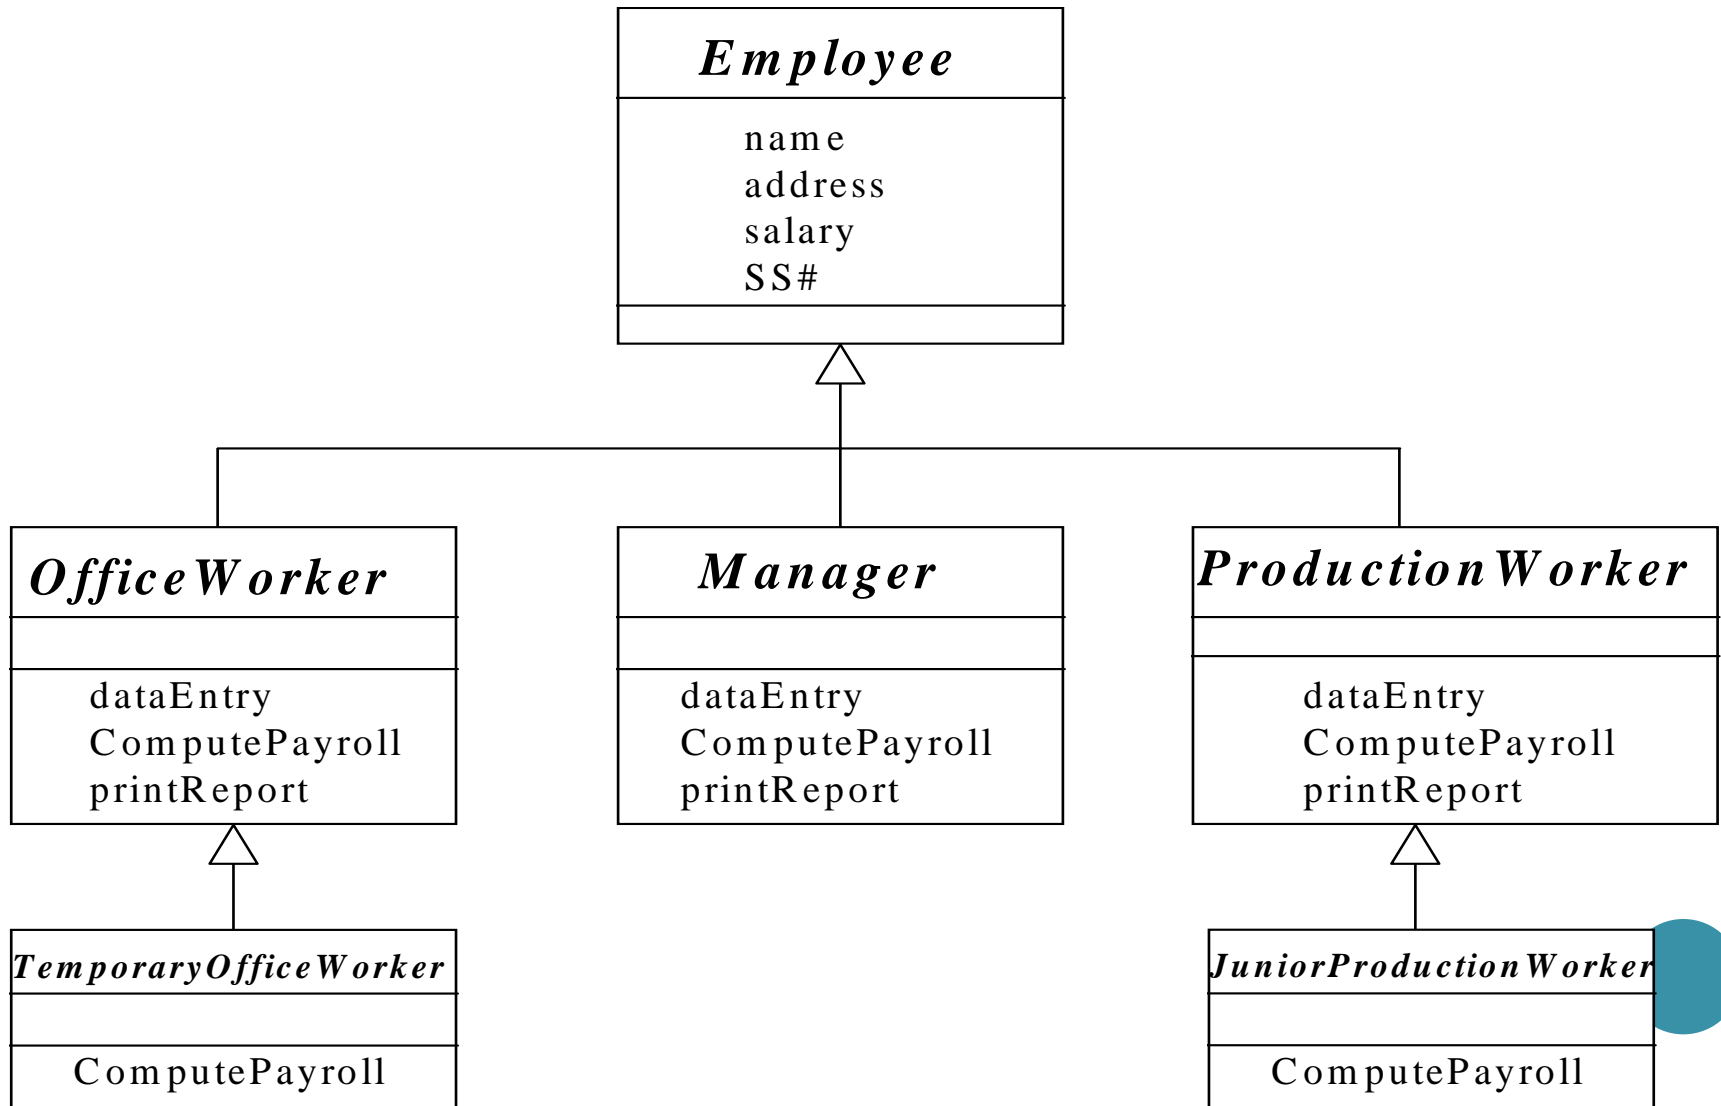 Employee
name
address
salary
SS#
OfficeWorker
dataEntry
ComputePayroll
printReport
Manager
dataEntry
ComputePayroll
printReport
ProductionWorker
dataEntry
ComputePayroll
printReport
TemporaryOfficeWorker
ComputePayroll
JuniorProductionWorker
ComputePayroll